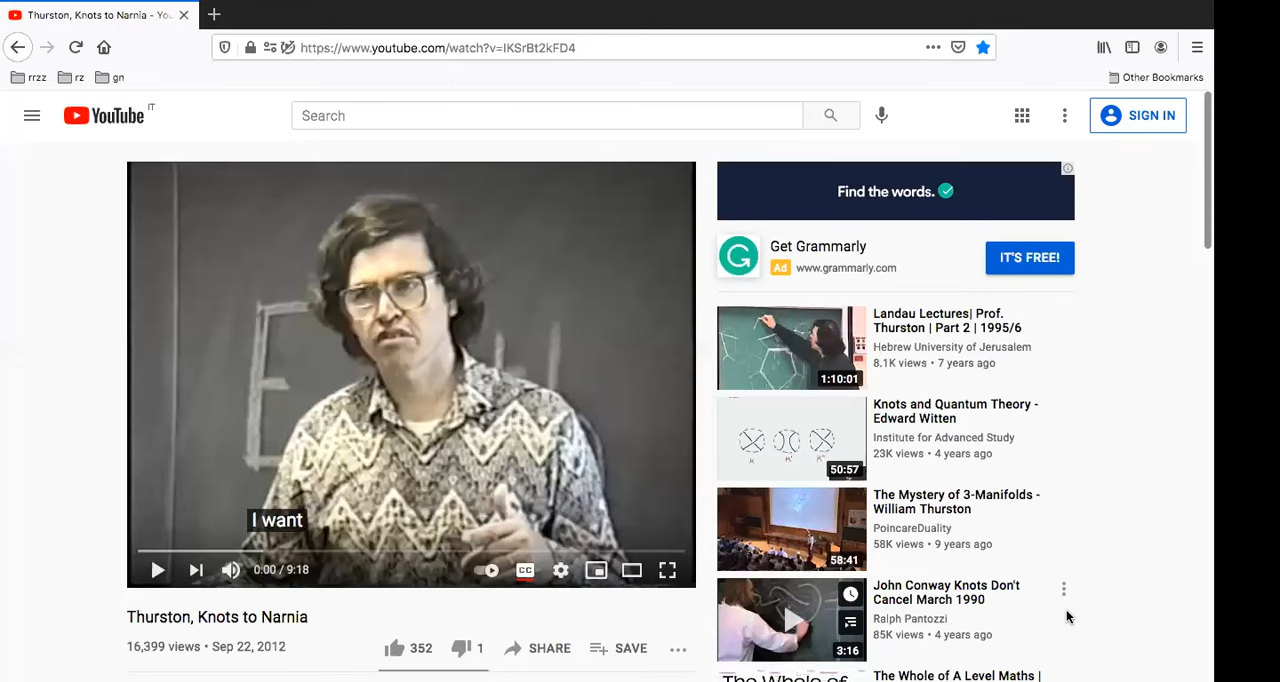 Thurston, Knots to Narnia - You
https://www.youtube.com/watch?v=IKSrBt2kFD4
rrzz
rz
gn
Other Bookmarks
YouTube IT
Search
SIGN IN
I want
0:00 / 9:18
CC
Thurston, Knots to Narnia
16,399 views • Sep 22, 2012
352
1
SHARE
SAVE
Find the words.
Get Grammarly
Ad www.grammarly.com
IT'S FREE!
Landau Lectures| Prof.
Thurston | Part 2 | 1995/6
Hebrew University of Jerusalem
8.1K views • 7 years ago
1:10:01
Knots and Quantum Theory -
Edward Witten
Institute for Advanced Study
23K views • 4 years ago
50:57
The Mystery of 3-Manifolds -
William Thurston
PoincareDuality
58K views • 9 years ago
58:41
John Conway Knots Don't
Cancel March 1990
Ralph Pantozzi
85K views • 4 years ago
3:16
The Whole of A Level Maths |
The Whole of